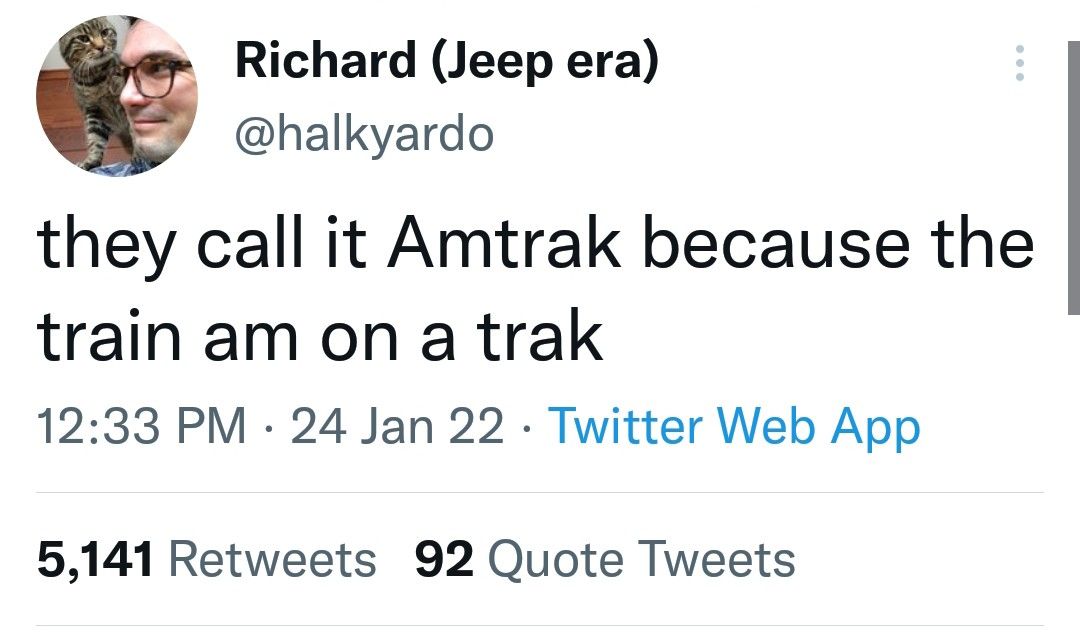 Richard (Jeep era)
@halkyardo
they call it Amtrak because the
train am on a trak
12:33 PM · 24 Jan 22 · Twitter Web App
5,141 Retweets 92 Quote Tweets